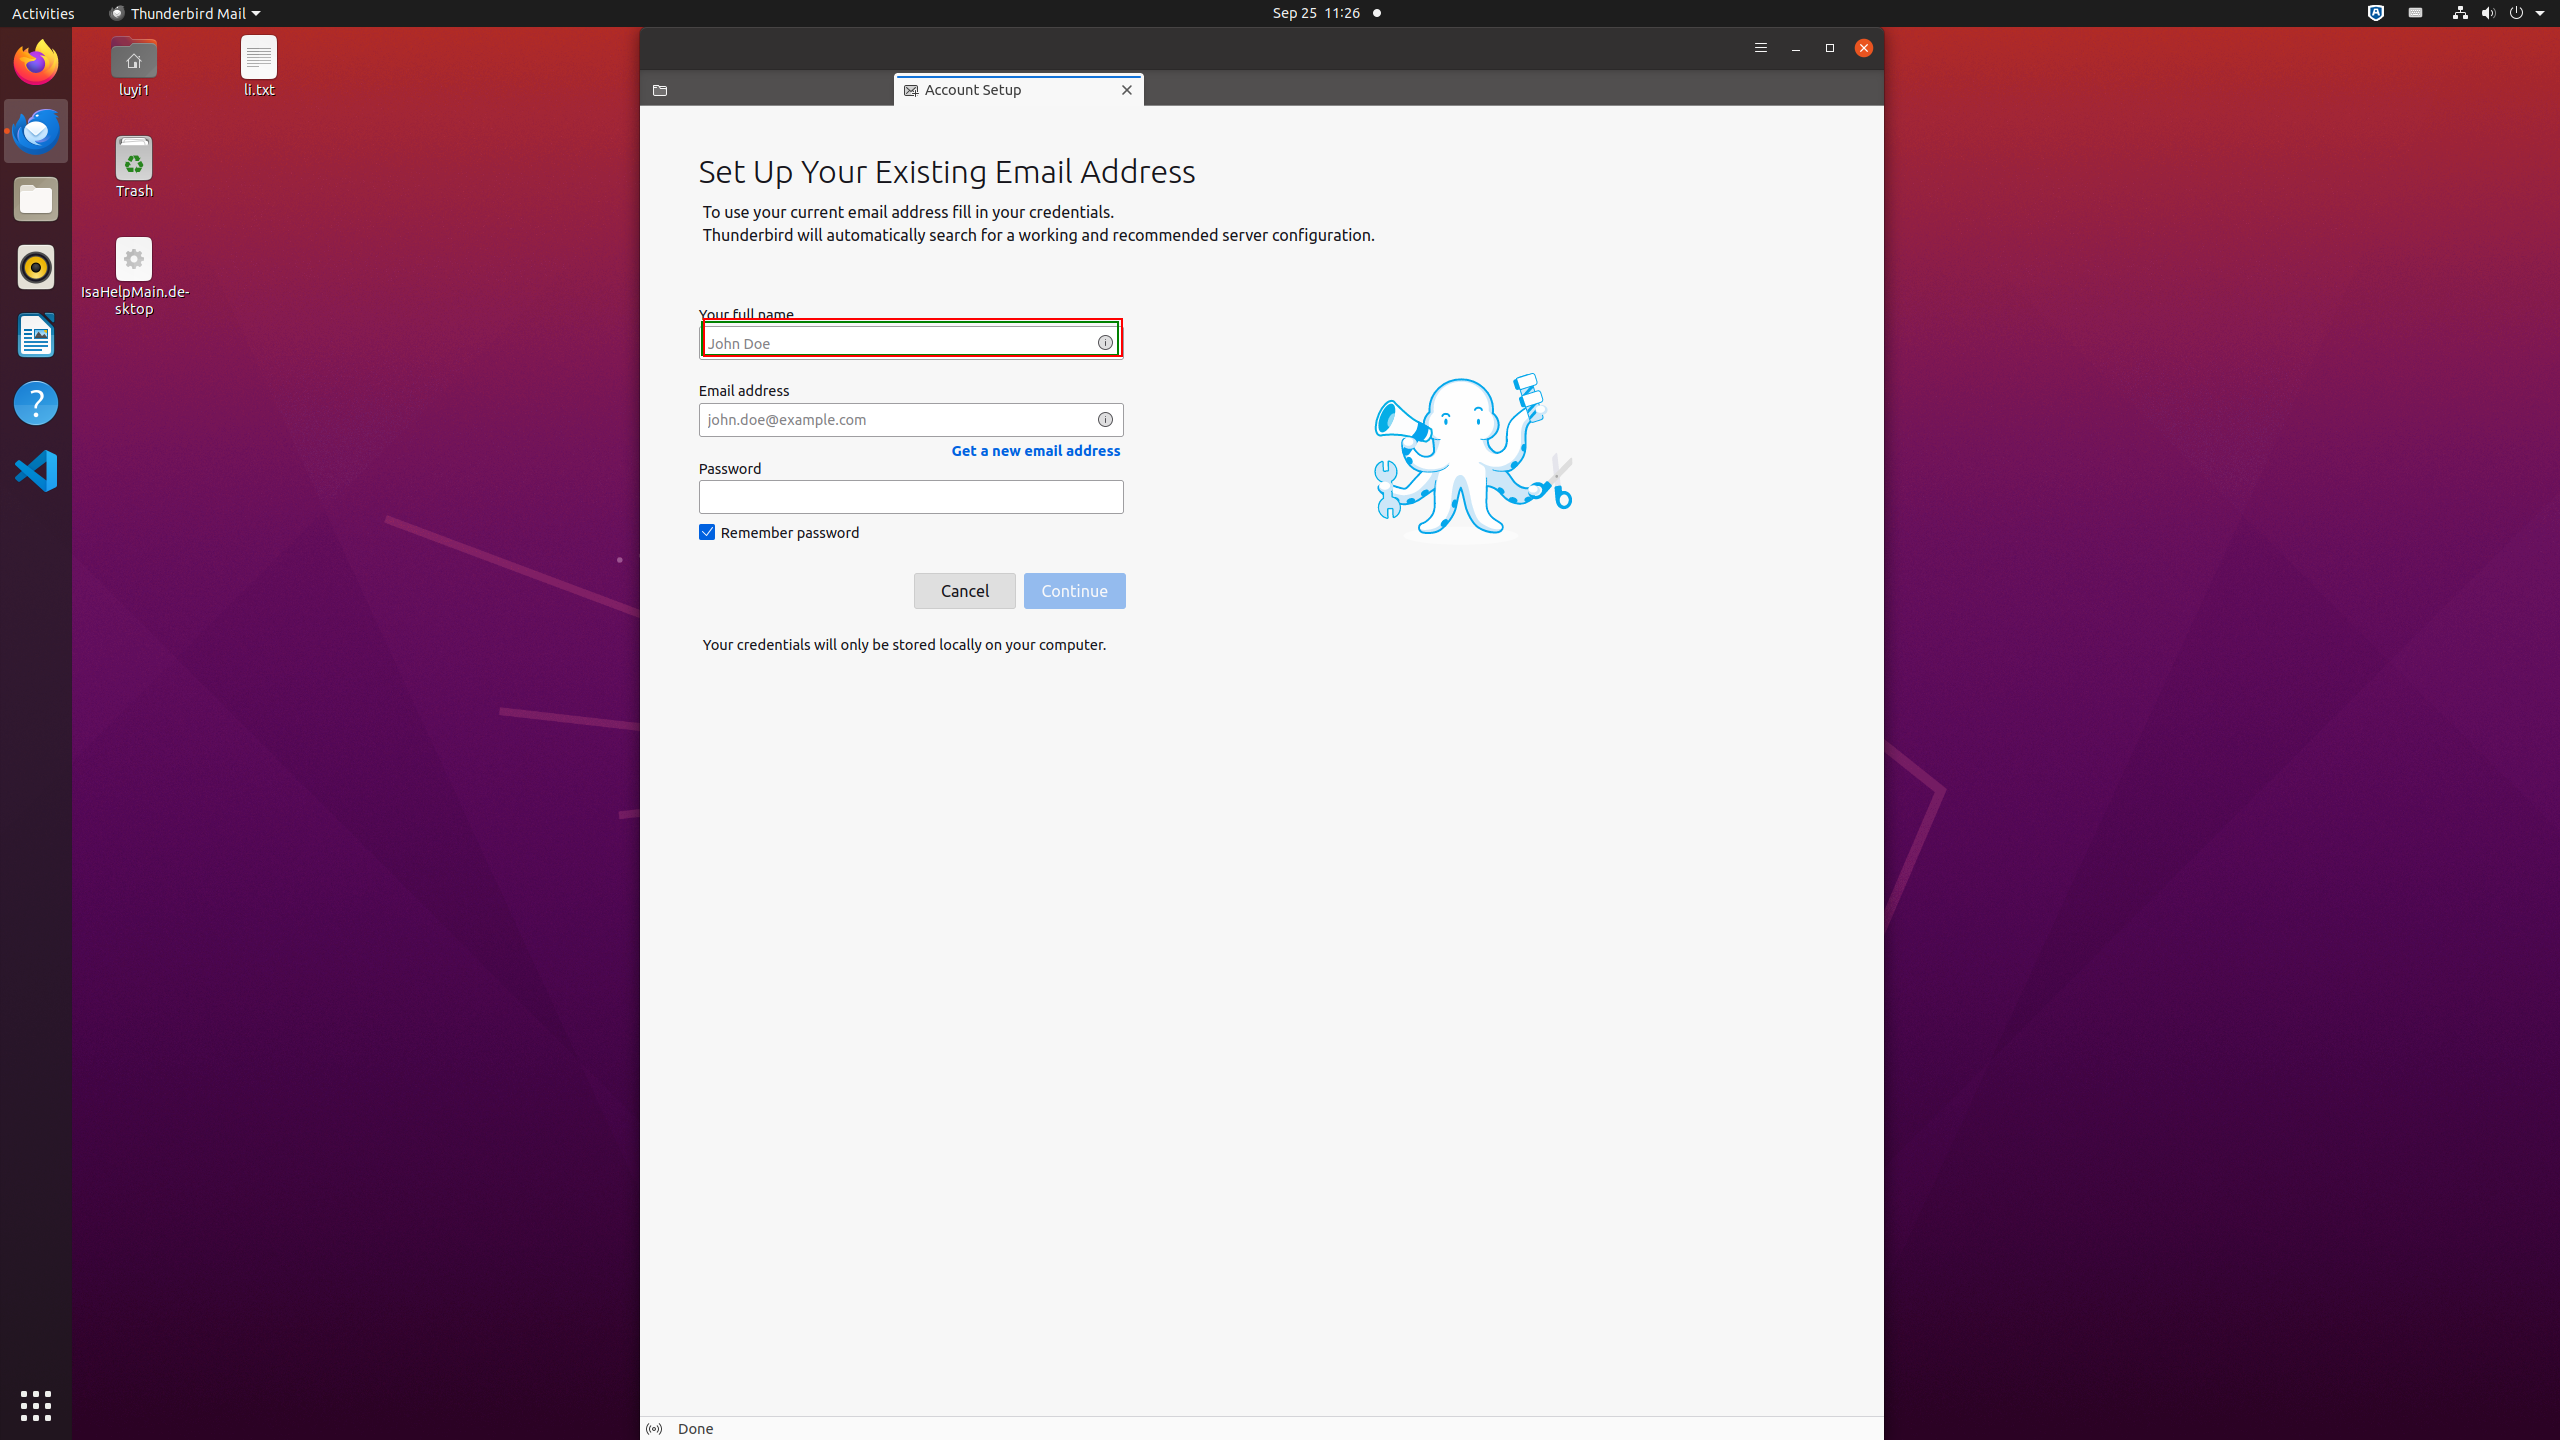 Activities
Thunderbird Mail
Sep 25 11:26
luyi1
li.txt
Trash
IsaHelpMain.de-
sktop
Account Setup
Set Up Your Existing Email Address
To use your current email address fill in your credentials.
Thunderbird will automatically search for a working and recommended server configuration.
Your full name
John Doe
Email address
john.doe@example.com
Get a new email address
Password
Remember password
Cancel
Continue
Your credentials will only be stored locally on your computer.
Done